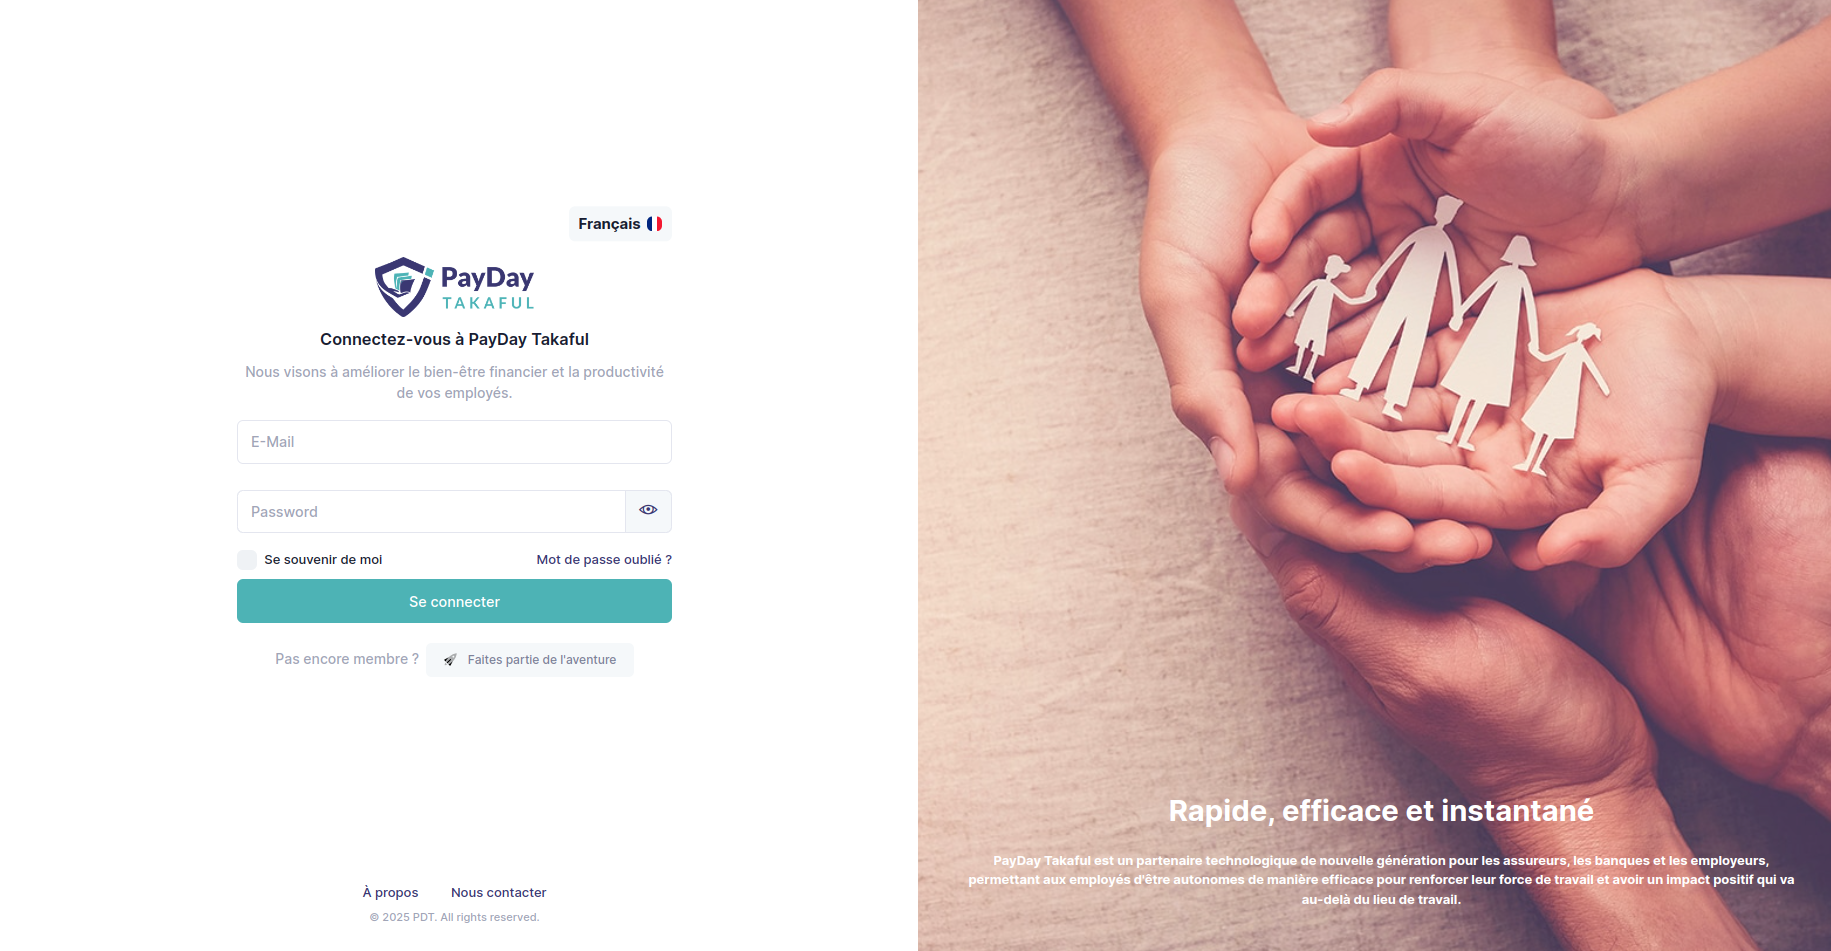 Français
PayDay
TAKAFUL
Connectez-vous à PayDay Takaful
Nous visons à améliorer le bien-être financier et la productivité
de vos employés.
E-Mail
Password
Se souvenir de moi
Mot de passe oublié ?
Se connecter
Pas encore membre ?
Faites partie de l'aventure
À propos
Nous contacter
© 2025 PDT. All rights reserved.
Rapide, efficace et instantané
PayDay Takaful est un partenaire technologique de nouvelle génération pour les assureurs, les banques et les employeurs,
permettant aux employés d'être autonomes de manière efficace pour renforcer leur force de travail et avoir un impact positif qui va
au-delà du lieu de travail.